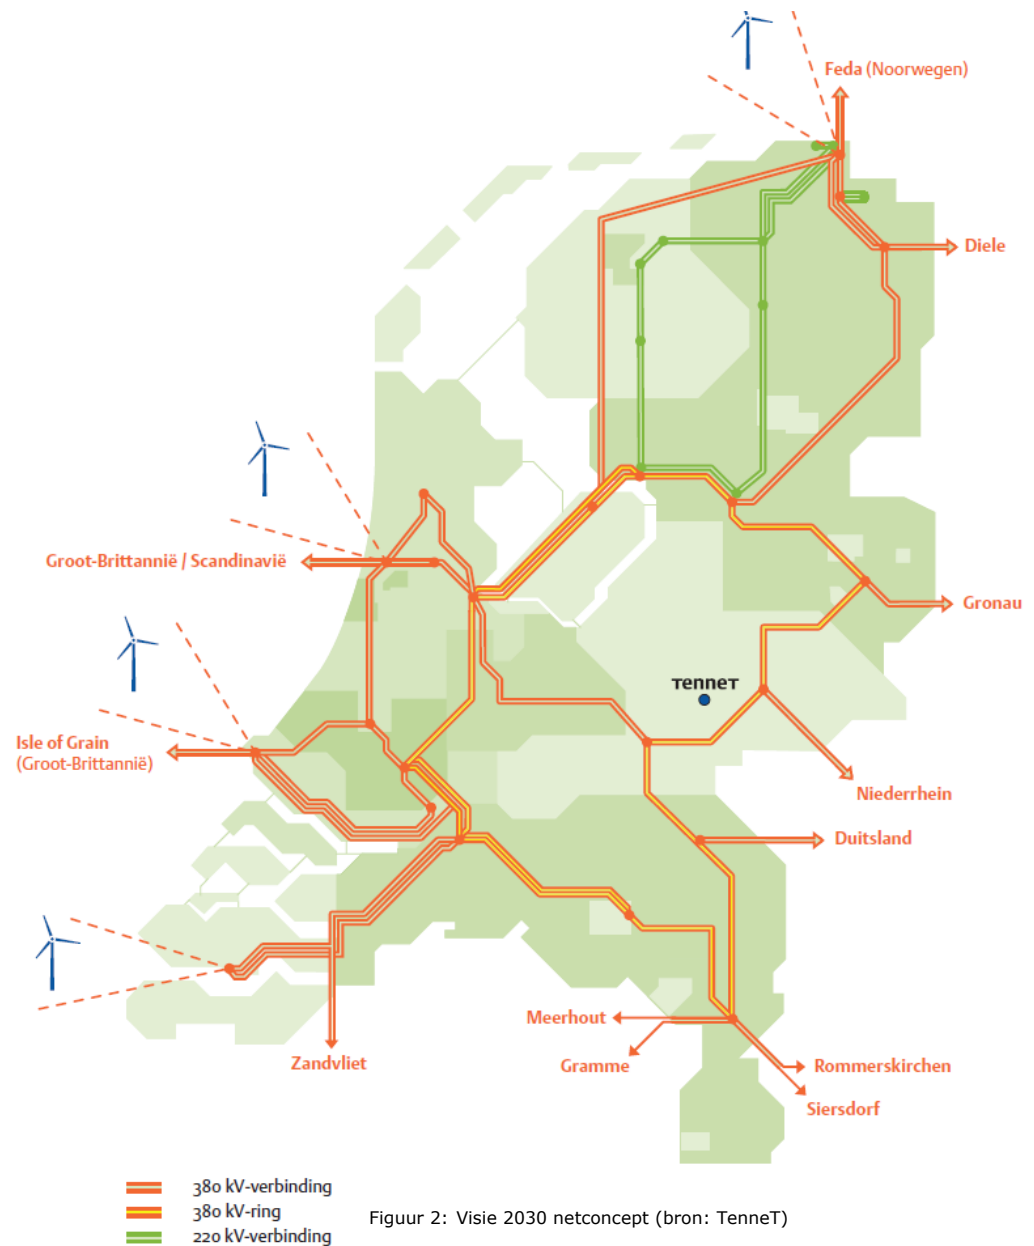 Feda (Noorwegen)
Diele
Groot-Brittannië / Scandinavië
Gronau
TenneT
Isle of Grain
(Groot-Brittannië)
Niederrhein
Duitsland
Meerhout
Gramme
Zandvliet
Rommerskirchen
Siersdorf
380 kV-verbinding
380 kV-ring
220 kV-verbinding
Figuur 2: Visie 2030 netconcept (bron: TenneT)